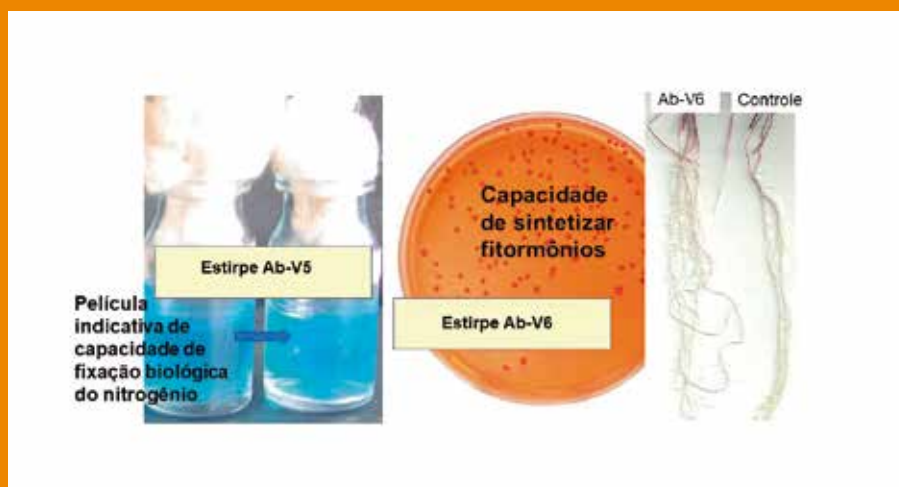 Ab-V6 Controle
Capacidade
de sintetizar
fitormônios
Estirpe Ab-V5
Película
indicativa de
capacidade de
fixação biológica
do nitrogênio
Estirpe Ab-V6